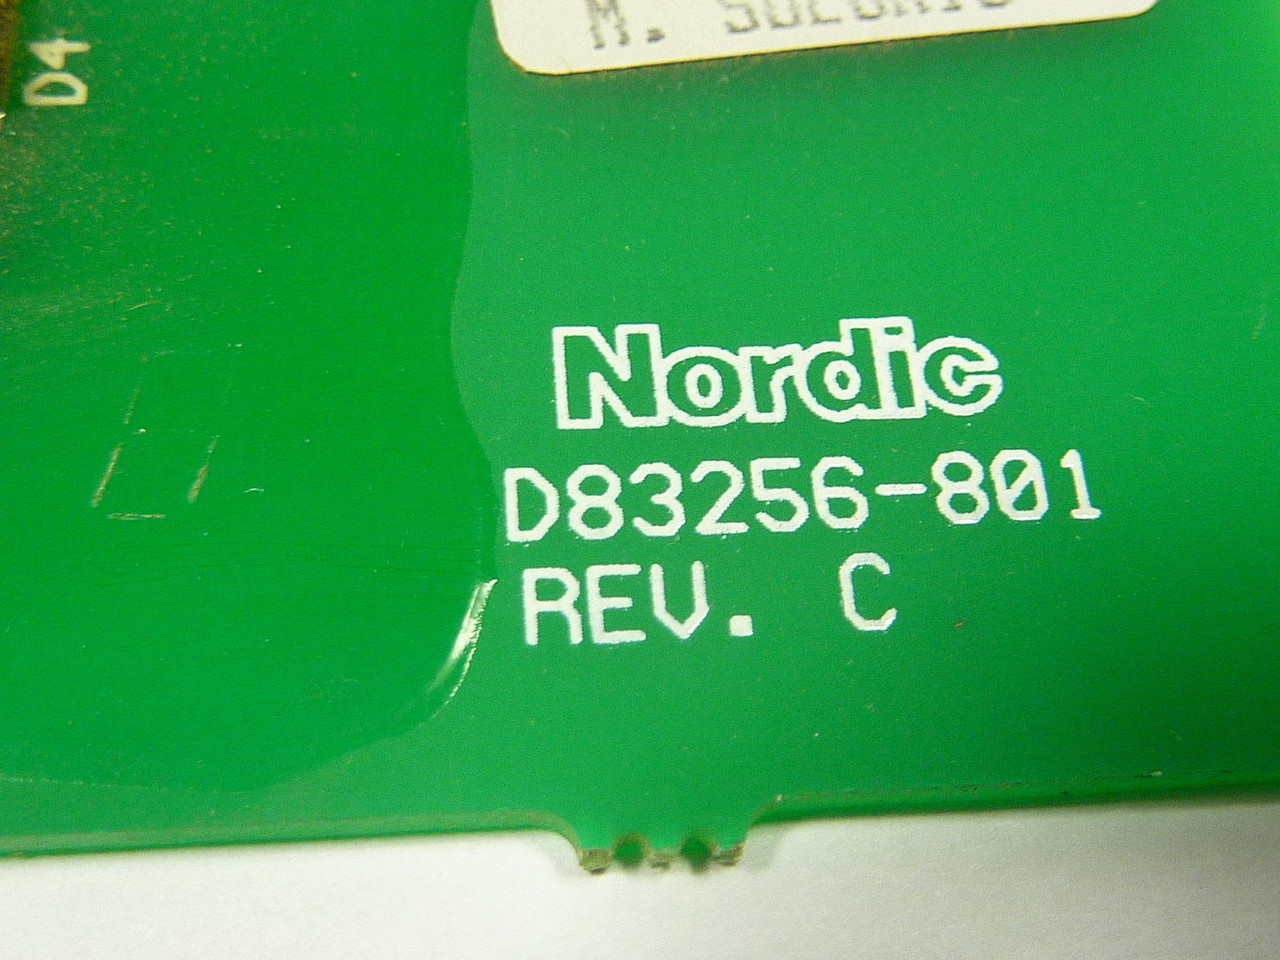 D4
M.
Nordic
D83256-801
REV. C